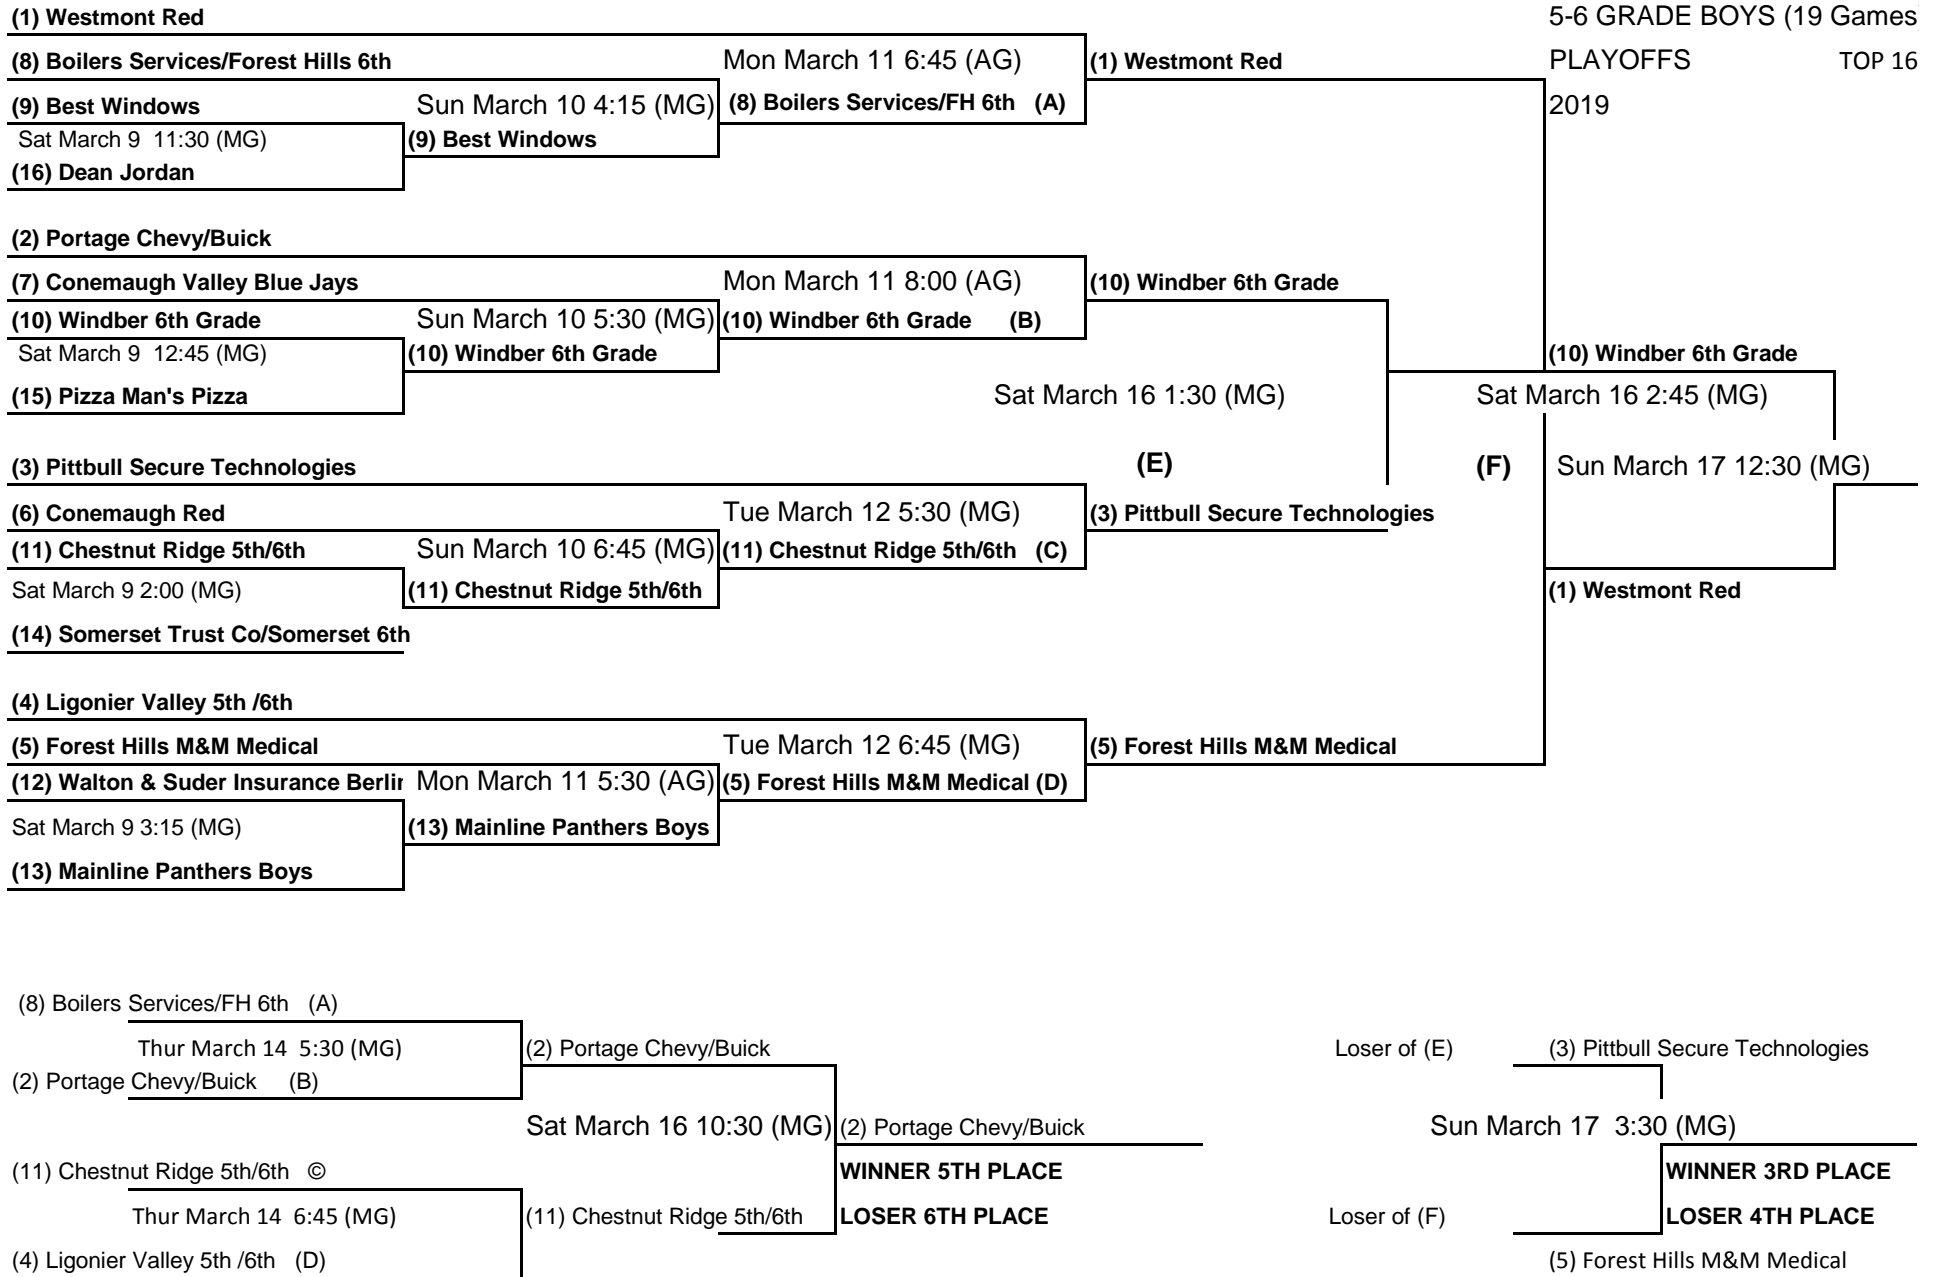 (1) Westmont Red 5-6 GRADE BOYS (19 Games
(8) Boilers Services/Forest Hills 6th Mon March 11 6:45 (AG) (1) Westmont Red PLAYOFFS TOP 16
(9) Best Windows Sun March 10 4:15 (MG) (8) Boilers Services/FH 6th (A) 2019
Sat March 9 11:30 (MG) (9) Best Windows
(16) Dean Jordan
(2) Portage Chevy/Buick
(7) Conemaugh Valley Blue Jays Mon March 11 8:00 (AG) (10) Windber 6th Grade
(10) Windber 6th Grade Sun March 10 5:30 (MG) (10) Windber 6th Grade (B)
Sat March 9 12:45 (MG) (10) Windber 6th Grade (10) Windber 6th Grade
(15) Pizza Man's Pizza Sat March 16 1:30 (MG) Sat March 16 2:45 (MG)
(3) Pittbull Secure Technologies (E) (F) Sun March 17 12:30 (MG)
(6) Conemaugh Red Tue March 12 5:30 (MG) (3) Pittbull Secure Technologies
(11) Chestnut Ridge 5th/6th Sun March 10 6:45 (MG) (11) Chestnut Ridge 5th/6th (C)
Sat March 9 2:00 (MG) (11) Chestnut Ridge 5th/6th (1) Westmont Red
(14) Somerset Trust Co/Somerset 6th
(4) Ligonier Valley 5th /6th
(5) Forest Hills M&M Medical Tue March 12 6:45 (MG) (5) Forest Hills M&M Medical
(12) Walton & Suder Insurance Berlin Mon March 11 5:30 (AG) (5) Forest Hills M&M Medical (D)
Sat March 9 3:15 (MG) (13) Mainline Panthers Boys
(13) Mainline Panthers Boys
(8) Boilers Services/FH 6th (A)
Thur March 14 5:30 (MG) (2) Portage Chevy/Buick Loser of (E) (3) Pittbull Secure Technologies
(2) Portage Chevy/Buick (B)
Sat March 16 10:30 (MG) (2) Portage Chevy/Buick Sun March 17 3:30 (MG)
(11) Chestnut Ridge 5th/6th © WINNER 5TH PLACE WINNER 3RD PLACE
Thur March 14 6:45 (MG) (11) Chestnut Ridge 5th/6th LOSER 6TH PLACE Loser of (F) LOSER 4TH PLACE
(4) Ligonier Valley 5th /6th (D) (5) Forest Hills M&M Medical